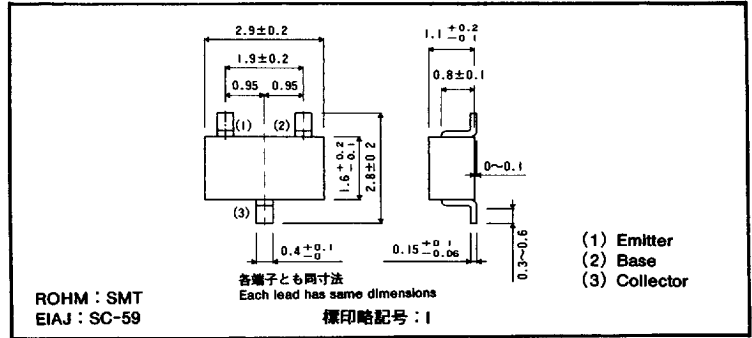 2.9±0.2
1.9±0.2
0.95 0.95
(1) (2)
(3)
1.6 +0.2 -0.1
2.8±0.2
0.4 +0.1 -0
各端子とも同寸法
Each lead has same dimensions
1.1 +0.2 -0.1
0.8±0.1
0〜0.1
0.15 +0.1 -0.06
0.3〜0.6
(1) Emitter
(2) Base
(3) Collector
ROHM : SMT
EIAJ : SC-59
標印略記号 : I